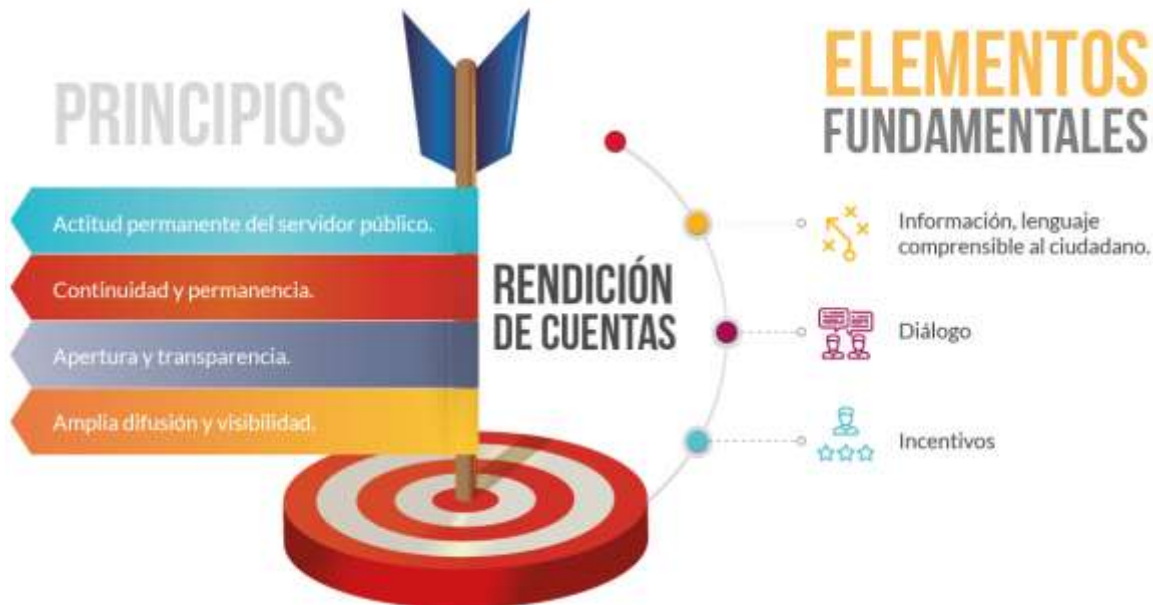 PRINCIPIOS
Actitud permanente del servidor público.
Continuidad y permanencia.
Apertura y transparencia.
Amplia difusión y visibilidad.
RENDICIÓN
DE CUENTAS
ELEMENTOS
FUNDAMENTALES
Información, lenguaje
comprensible al ciudadano.
Diálogo
Incentivos